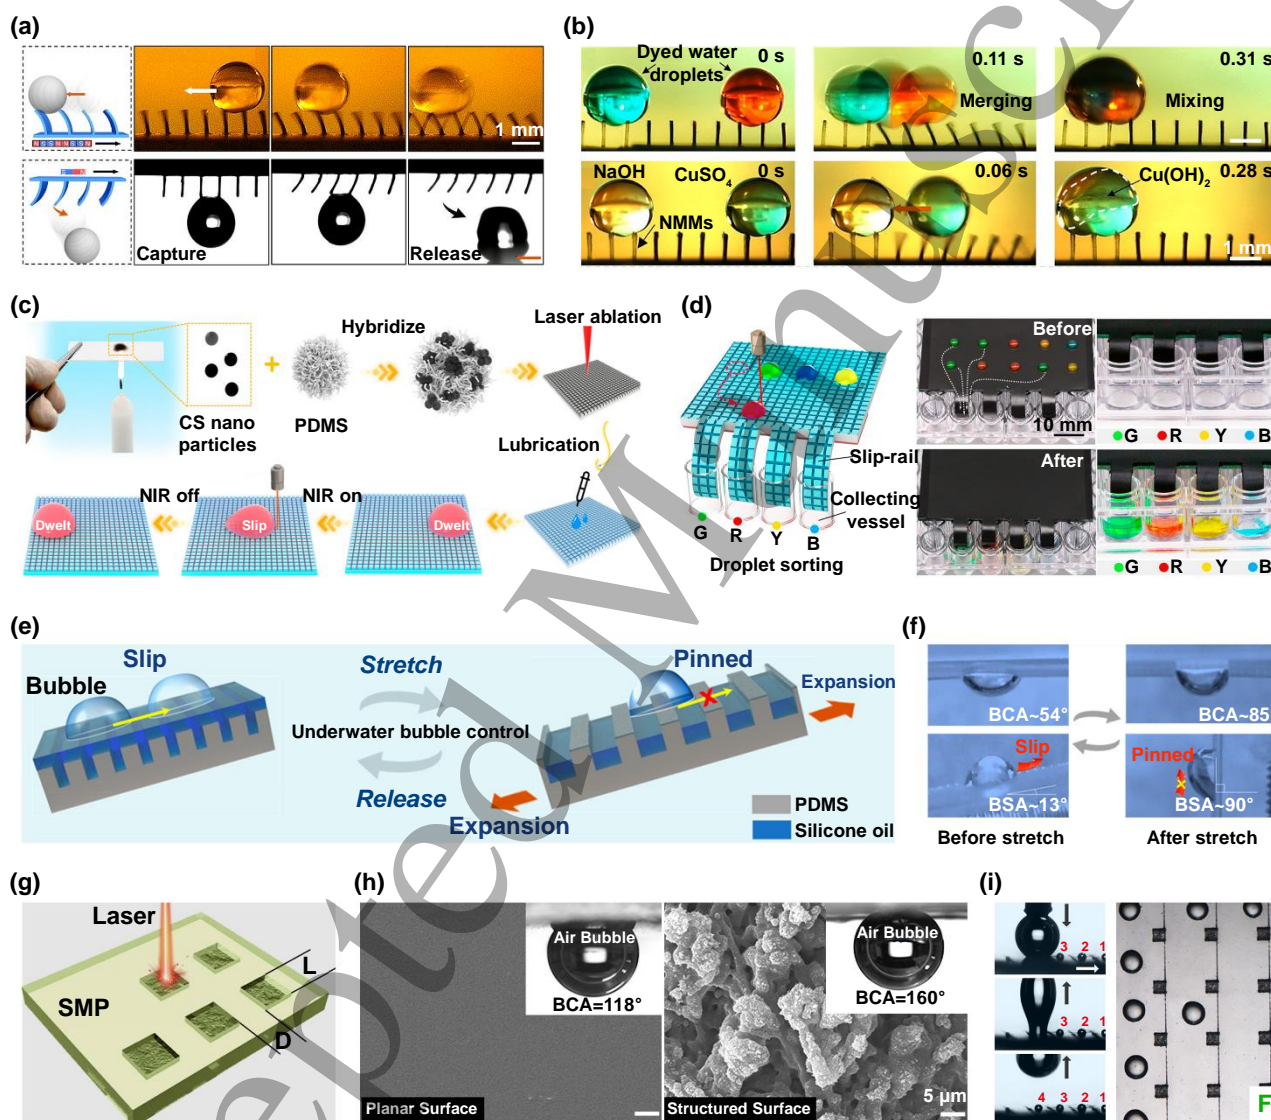 (a)
N S S N N S S N
1 mm
Capture
Release
(b)
Dyed water
droplets
0 s
0.11 s
Merging
0.31 s
Mixing
NaOH
CuSO4
0 s
NMMs
0.06 s
Cu(OH)2
0.28 s
1 mm
(c)
CS nano
particles
+
PDMS
Hybridize
Laser ablation
Lubrication
NIR off
NIR on
Dwelt
Slip
Dwelt
(d)
Slip-rail
Collecting
vessel
G
R
Y
B
Droplet sorting
Before
10 mm
G R Y B
After
G R Y B
(e)
Slip
Bubble
Stretch
Underwater bubble control
Release
Pinned
Expansion
Expansion
PDMS
Silicone oil
(f)
BCA~54°
BCA~85
Slip
BSA~13°
Pinned
BSA~90°
Before stretch
After stretch
(g)
Laser
SMP
L
D
(h)
Air Bubble
BCA=118°
Planar Surface
Air Bubble
BCA=160°
Structured Surface
5 μm
(i)
3 2 1
3 2 1
4 3 2 1
F
epted Manuscri